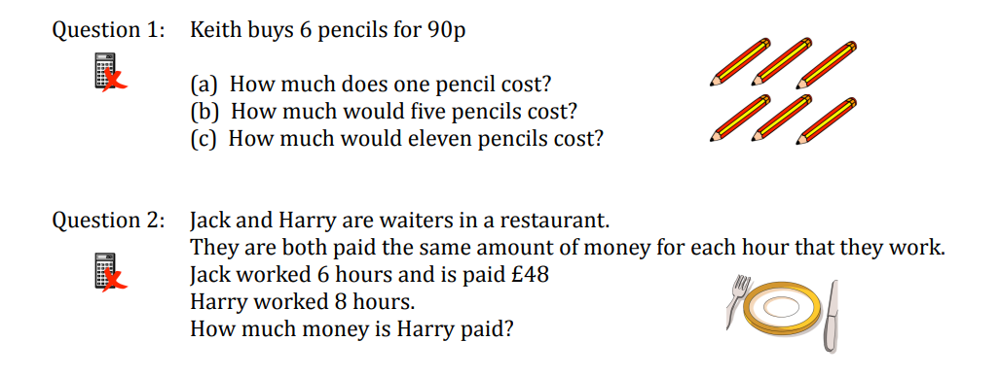 Question 1: Keith buys 6 pencils for 90p
(a) How much does one pencil cost?
(b) How much would five pencils cost?
(c) How much would eleven pencils cost?
Question 2: Jack and Harry are waiters in a restaurant.
They are both paid the same amount of money for each hour that they work.
Jack worked 6 hours and is paid £48
Harry worked 8 hours.
How much money is Harry paid?